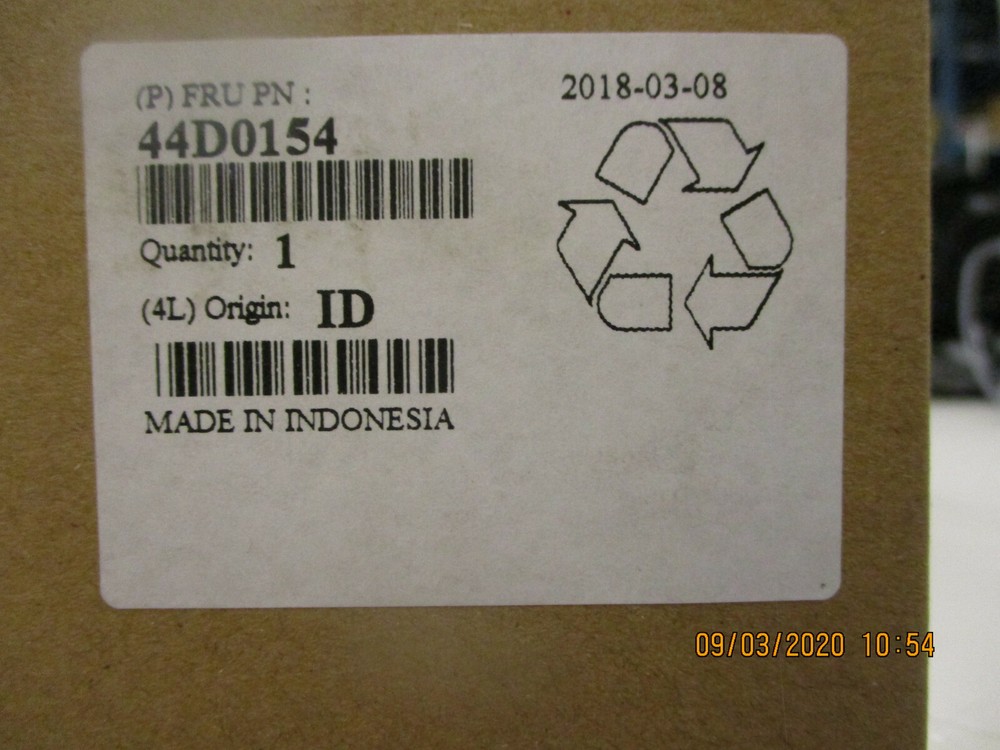 (P) FRU PN :
44D0154
Quantity: 1
(4L) Origin: ID
MADE IN INDONESIA
2018-03-08
09/03/2020 10:54